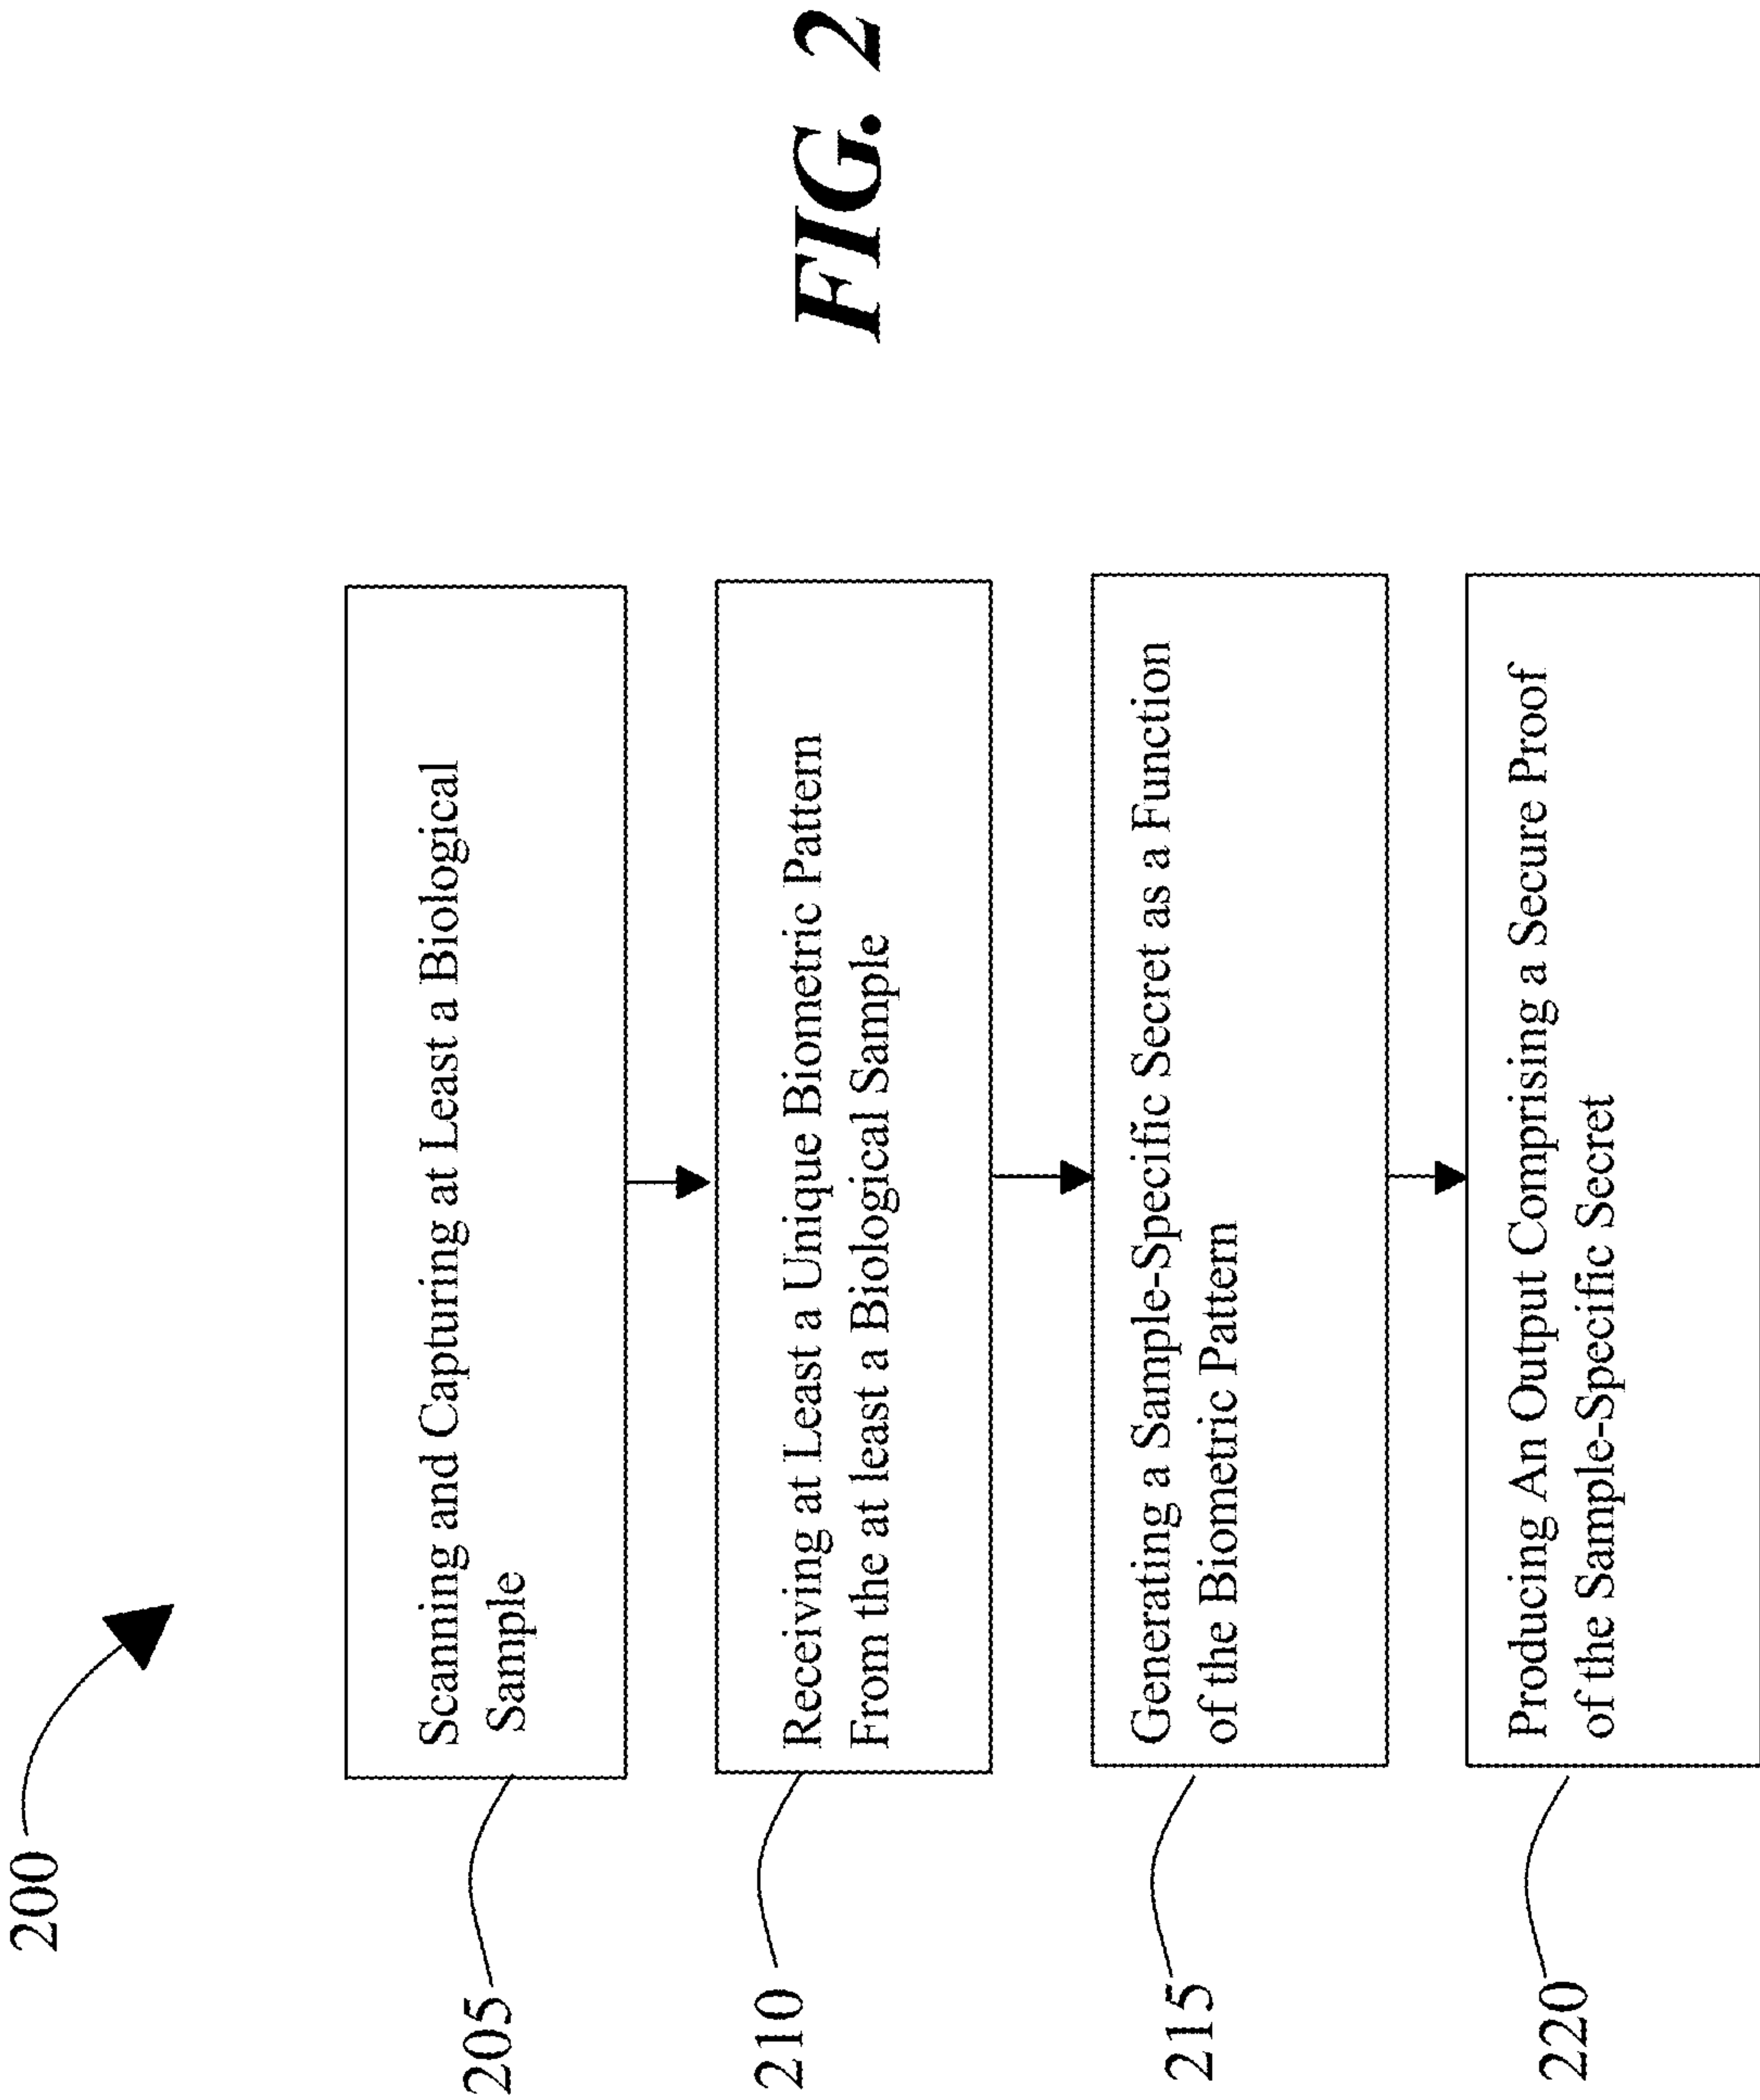 200
205
Scanning and Capturing at Least a Biological
Sample
210
Receiving at Least a Unique Biometric Pattern
From the at least a Biological Sample
215
Generating a Sample-Specific Secret as a Function
of the Biometric Pattern
220
Producing An Output Comprising a Secure Proof
of the Sample-Specific Secret
FIG. 2